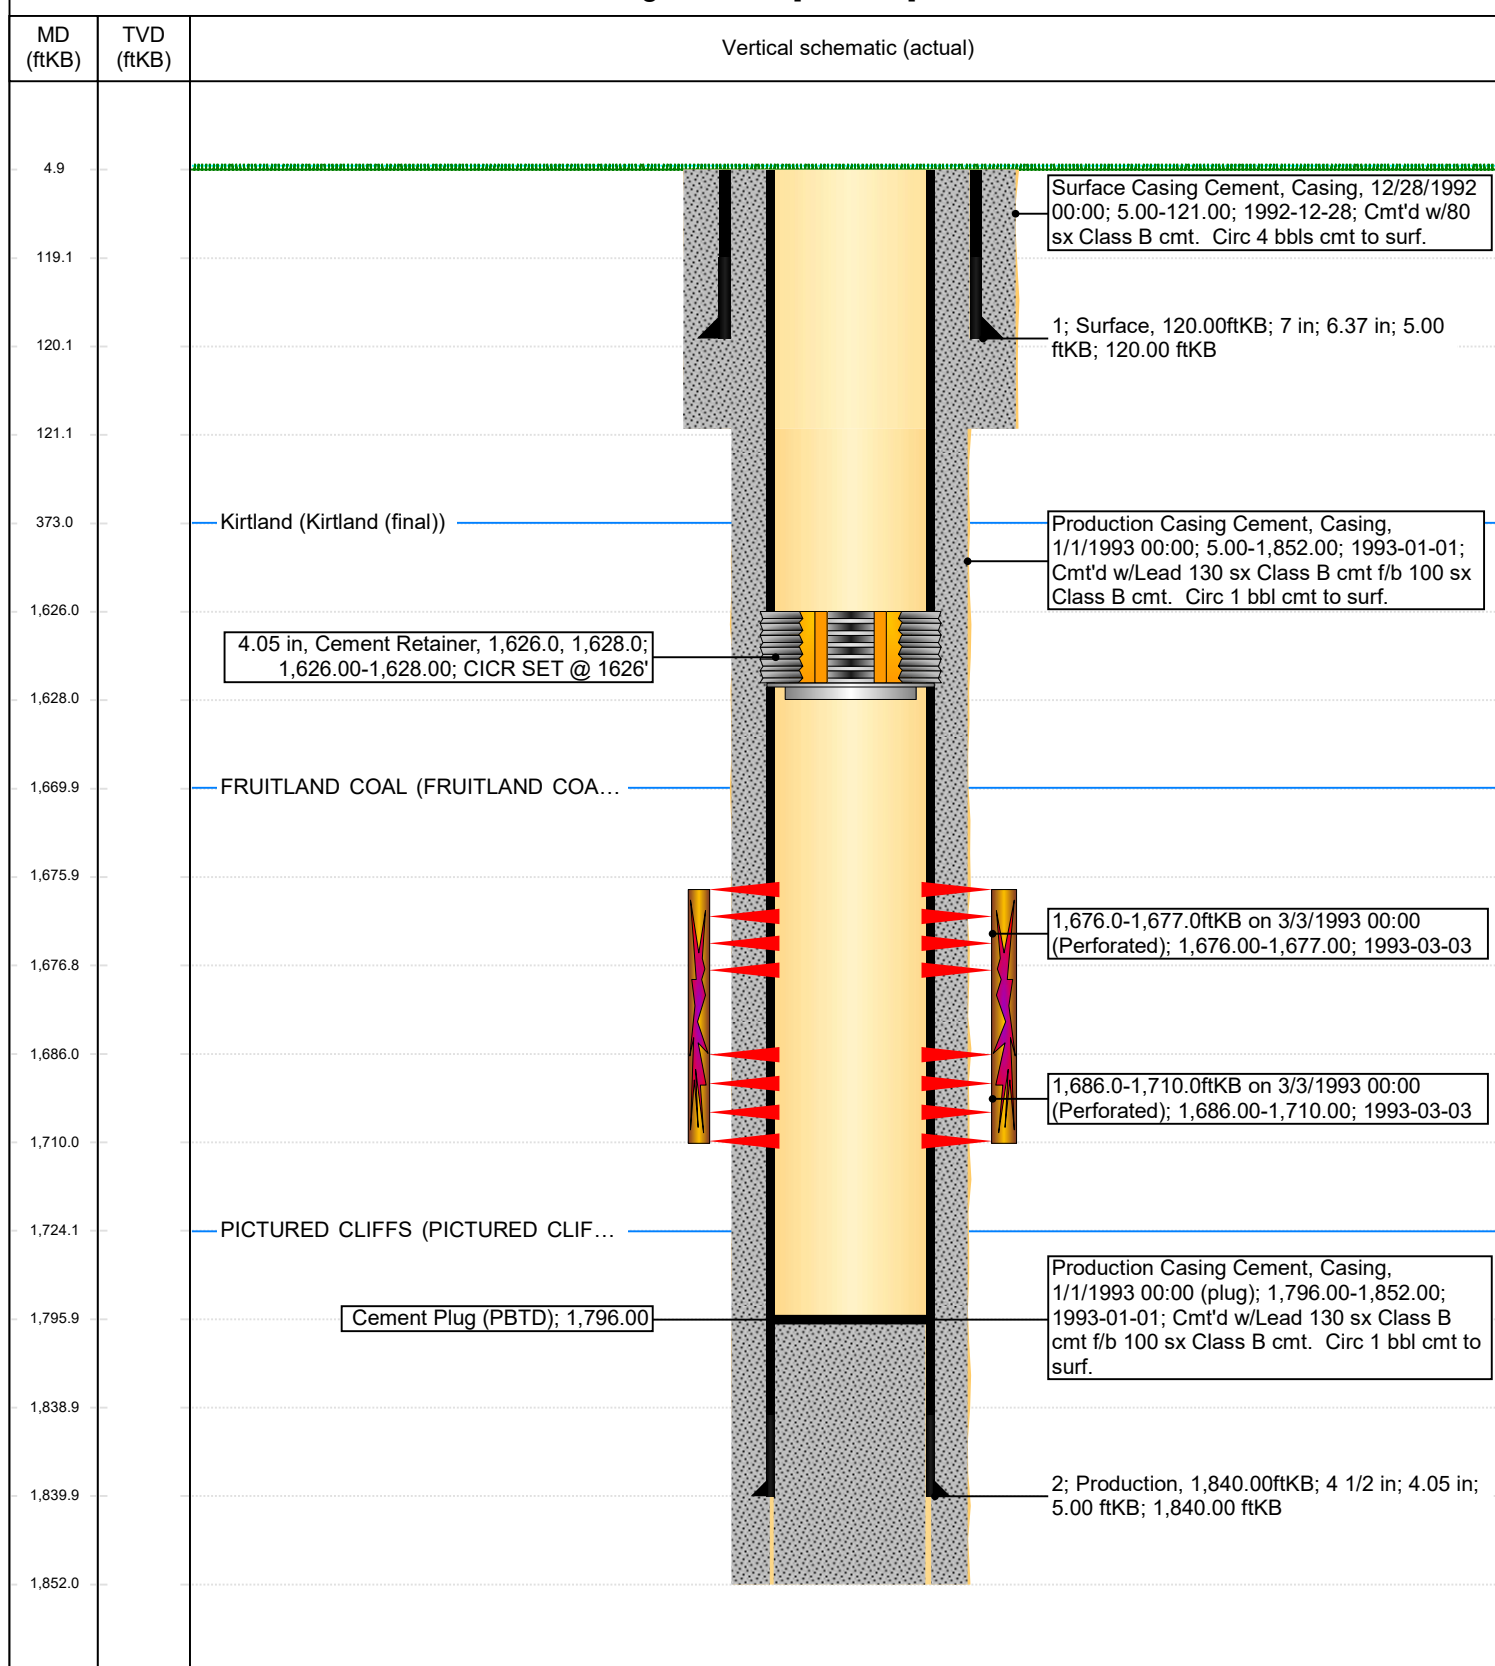 MD
(ftKB)
TVD
(ftKB)
Vertical schematic (actual)
4.9
Surface Casing Cement, Casing, 12/28/1992
00:00; 5.00-121.00; 1992-12-28; Cmt'd w/80
sx Class B cmt.  Circ 4 bbls cmt to surf.
119.1
1; Surface, 120.00ftKB; 7 in; 6.37 in; 5.00
ftKB; 120.00 ftKB
120.1
121.1
373.0
Kirtland (Kirtland (final))
Production Casing Cement, Casing,
1/1/1993 00:00; 5.00-1,852.00; 1993-01-01;
Cmt'd w/Lead 130 sx Class B cmt f/b 100 sx
Class B cmt.  Circ 1 bbl cmt to surf.
1,626.0
4.05 in, Cement Retainer, 1,626.0, 1,628.0;
1,626.00-1,628.00; CICR SET @ 1626'
1,628.0
1,669.9
FRUITLAND COAL (FRUITLAND COA...
1,675.9
1,676.0-1,677.0ftKB on 3/3/1993 00:00
(Perforated); 1,676.00-1,677.00; 1993-03-03
1,676.8
1,686.0
1,686.0-1,710.0ftKB on 3/3/1993 00:00
(Perforated); 1,686.00-1,710.00; 1993-03-03
1,710.0
1,724.1
PICTURED CLIFFS (PICTURED CLIF...
Production Casing Cement, Casing,
1/1/1993 00:00 (plug); 1,796.00-1,852.00;
1993-01-01; Cmt'd w/Lead 130 sx Class B
cmt f/b 100 sx Class B cmt.  Circ 1 bbl cmt to
surf.
1,795.9
Cement Plug (PBTD); 1,796.00
1,838.9
2; Production, 1,840.00ftKB; 4 1/2 in; 4.05 in;
5.00 ftKB; 1,840.00 ftKB
1,839.9
1,852.0